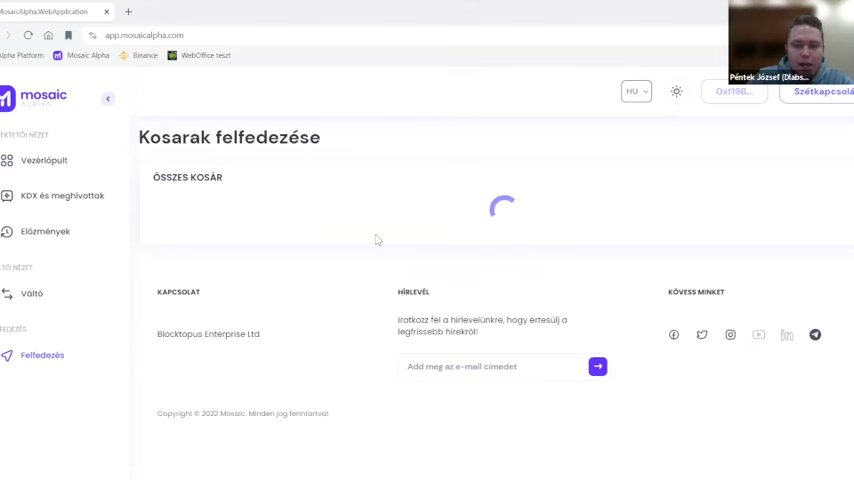 MosaicAlpha.WebApplication
app.mosaicalpha.com
Alpha Platform
Mosaic Alpha
Binance
WebOffice teszt
Péntek József (Dlabs...
mosaic
ALPHA
HU
0xf19B...
Szétkapcsolá
Kosarak felfedezése
EKTETŐI NÉZET
Vezérlőpult
ÖSSZES KOSÁR
KDX és meghívottak
Előzmények
LTÓ NÉZET
Váltó
FEDEZÉS
Felfedezés
KAPCSOLAT
Blocktopus Enterprise Ltd
HÍRLEVÉL
Iratkozz fel a hírlevelünkre, hogy értesülj a
legfrissebb hírekről!
Add meg az e-mail címedet
KÖVESS MINKET
Copyright © 2022 Mosaic. Minden jog fenntartva!